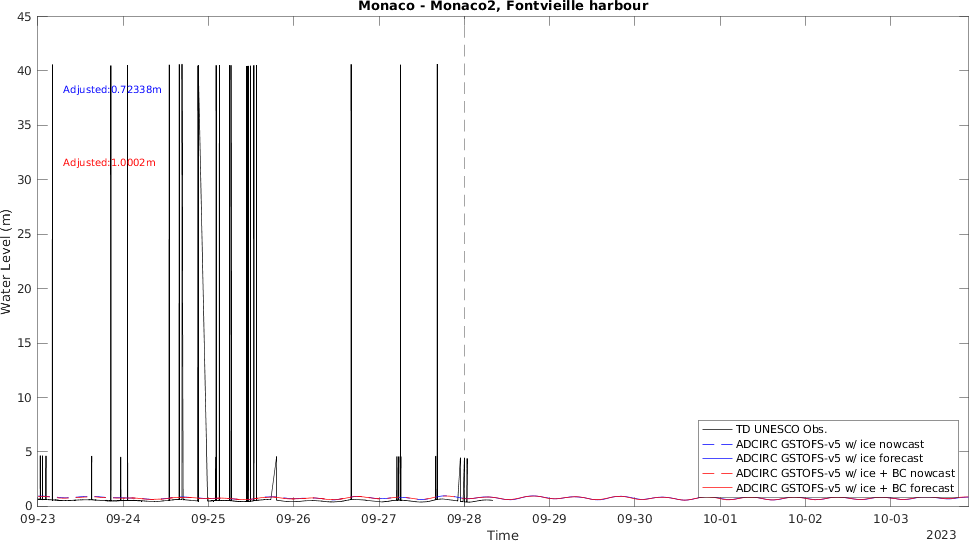 Monaco - Monaco2, Fontvieille harbour
45
40
35
30
25
20
15
10
5
0
Water Level (m)
Adjusted:0.72338m
Adjusted:1.0002m
TD UNESCO Obs.
ADCIRC GSTOFS-v5 w/ ice nowcast
ADCIRC GSTOFS-v5 w/ ice forecast
ADCIRC GSTOFS-v5 w/ ice + BC nowcast
ADCIRC GSTOFS-v5 w/ ice + BC forecast
09-23 09-24 09-25 09-26 09-27 09-28 09-29 09-30 10-01 10-02 10-03
Time
2023